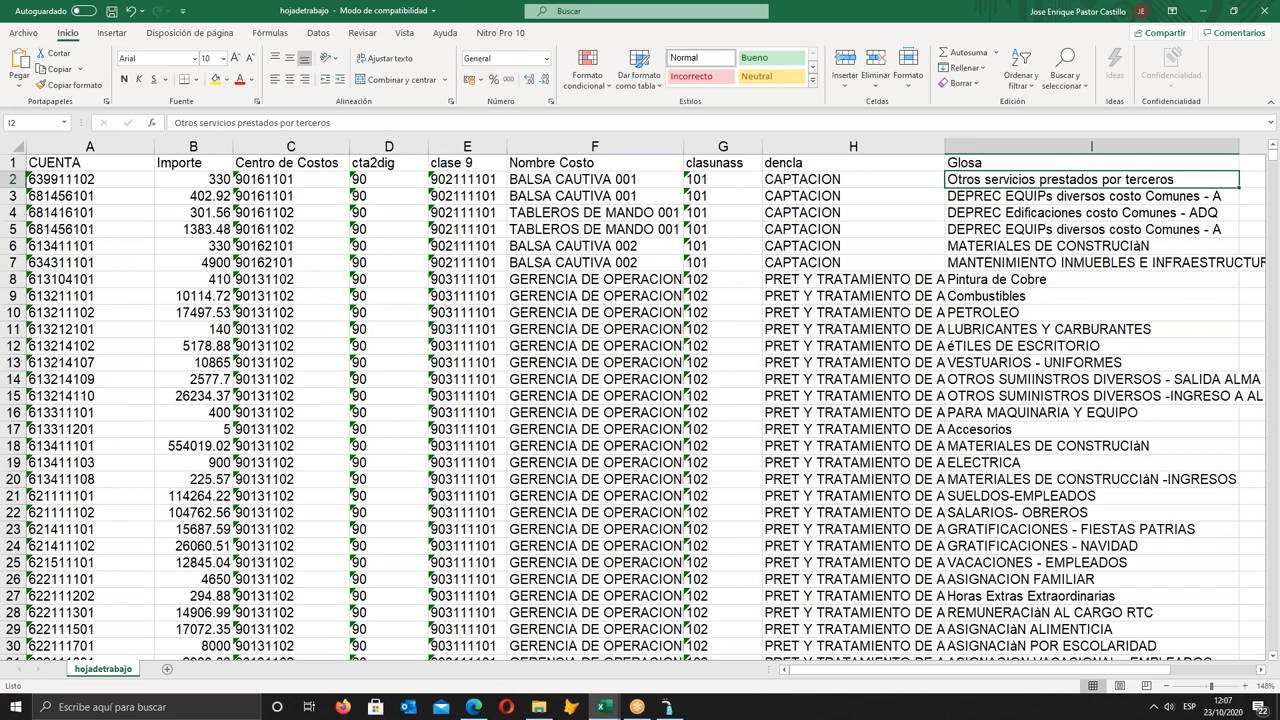 Autoguardado
hojadetrabajo - Modo de compatibilidad
Buscar
Jose Enrique Pastor Castillo JE
Archivo Inicio Insertar Disposición de página Fórmulas Datos Revisar Vista Ayuda Nitro Pro 10 Compartir Comentarios
Pegar Cortar Copiar Copiar formato Portapapeles
Arial 10 N K S Fuente
Ajustar texto Combinar y centrar Alineación
General % 000 Número
Formato condicional Dar formato como tabla Normal Bueno Incorrecto Neutral Estilos
Insertar Eliminar Formato Celdas
Autosuma Rellenar Borrar Ordenar y filtrar Buscar y seleccionar Edición
Ideas Ideas
Confidencialidad Confidencialidad
I2 fx Otros servicios prestados por terceros
A B C D E F G H I
1 CUENTA Importe Centro de Costos cta2dig clase 9 Nombre Costo clasunass dencla Glosa
2 639911102 330 90161101 90 902111101 BALSA CAUTIVA 001 101 CAPTACION Otros servicios prestados por terceros
3 681456101 402.92 90161101 90 902111101 BALSA CAUTIVA 001 101 CAPTACION DEPREC EQUIPs diversos costo Comunes - A
4 681416101 301.56 90161102 90 902111101 TABLEROS DE MANDO 001 101 CAPTACION DEPREC Edificaciones costo Comunes - ADQ
5 681456101 1383.48 90161102 90 902111101 TABLEROS DE MANDO 001 101 CAPTACION DEPREC EQUIPs diversos costo Comunes - A
6 613411101 330 90162101 90 902111101 BALSA CAUTIVA 002 101 CAPTACION MATERIALES DE CONSTRUCIàN
7 634311101 4900 90162101 90 902111101 BALSA CAUTIVA 002 101 CAPTACION MANTENIMIENTO INMUEBLES E INFRAESTRUCTUR
8 613104101 410 90131102 90 903111101 GERENCIA DE OPERACION 102 PRET Y TRATAMIENTO DE A Pintura de Cobre
9 613211101 10114.72 90131102 90 903111101 GERENCIA DE OPERACION 102 PRET Y TRATAMIENTO DE A Combustibles
10 613211102 17497.53 90131102 90 903111101 GERENCIA DE OPERACION 102 PRET Y TRATAMIENTO DE A PETROLEO
11 613212101 140 90131102 90 903111101 GERENCIA DE OPERACION 102 PRET Y TRATAMIENTO DE A LUBRICANTES Y CARBURANTES
12 613214102 5178.88 90131102 90 903111101 GERENCIA DE OPERACION 102 PRET Y TRATAMIENTO DE A éTILES DE ESCRITORIO
13 613214107 10865 90131102 90 903111101 GERENCIA DE OPERACION 102 PRET Y TRATAMIENTO DE A VESTUARIOS - UNIFORMES
14 613214109 2577.7 90131102 90 903111101 GERENCIA DE OPERACION 102 PRET Y TRATAMIENTO DE A OTROS SUMIINSTROS DIVERSOS - SALIDA ALMA
15 613214110 26234.37 90131102 90 903111101 GERENCIA DE OPERACION 102 PRET Y TRATAMIENTO DE A OTROS SUMINISTROS DIVERSOS -INGRESO A AL
16 613311101 400 90131102 90 903111101 GERENCIA DE OPERACION 102 PRET Y TRATAMIENTO DE A PARA MAQUINARIA Y EQUIPO
17 613311201 5 90131102 90 903111101 GERENCIA DE OPERACION 102 PRET Y TRATAMIENTO DE A Accesorios
18 613411101 554019.02 90131102 90 903111101 GERENCIA DE OPERACION 102 PRET Y TRATAMIENTO DE A MATERIALES DE CONSTRUCIàN
19 613411103 900 90131102 90 903111101 GERENCIA DE OPERACION 102 PRET Y TRATAMIENTO DE A ELECTRICA
20 613411108 225.57 90131102 90 903111101 GERENCIA DE OPERACION 102 PRET Y TRATAMIENTO DE A MATERIALES DE CONSTRUCCIàN -INGRESOS
21 621111101 114264.22 90131102 90 903111101 GERENCIA DE OPERACION 102 PRET Y TRATAMIENTO DE A SUELDOS-EMPLEADOS
22 621111102 104762.56 90131102 90 903111101 GERENCIA DE OPERACION 102 PRET Y TRATAMIENTO DE A SALARIOS- OBREROS
23 621411101 15687.59 90131102 90 903111101 GERENCIA DE OPERACION 102 PRET Y TRATAMIENTO DE A GRATIFICACIONES - FIESTAS PATRIAS
24 621411102 26060.51 90131102 90 903111101 GERENCIA DE OPERACION 102 PRET Y TRATAMIENTO DE A GRATIFICACIONES - NAVIDAD
25 621511101 12845.04 90131102 90 903111101 GERENCIA DE OPERACION 102 PRET Y TRATAMIENTO DE A VACACIONES - EMPLEADOS
26 622111101 4650 90131102 90 903111101 GERENCIA DE OPERACION 102 PRET Y TRATAMIENTO DE A ASIGNACION FAMILIAR
27 622111202 294.88 90131102 90 903111101 GERENCIA DE OPERACION 102 PRET Y TRATAMIENTO DE A Horas Extras Extraordinarias
28 622111301 14906.99 90131102 90 903111101 GERENCIA DE OPERACION 102 PRET Y TRATAMIENTO DE A REMUNERACIàN AL CARGO RTC
29 622111501 17072.35 90131102 90 903111101 GERENCIA DE OPERACION 102 PRET Y TRATAMIENTO DE A ASIGNACIàN ALIMENTICIA
30 622111701 8000 90131102 90 903111101 GERENCIA DE OPERACION 102 PRET Y TRATAMIENTO DE A ASIGNACIàN POR ESCOLARIDAD
hojadetrabajo
Listo 148%
Escribe aquí para buscar
ESP 12:07
23/10/2020 22